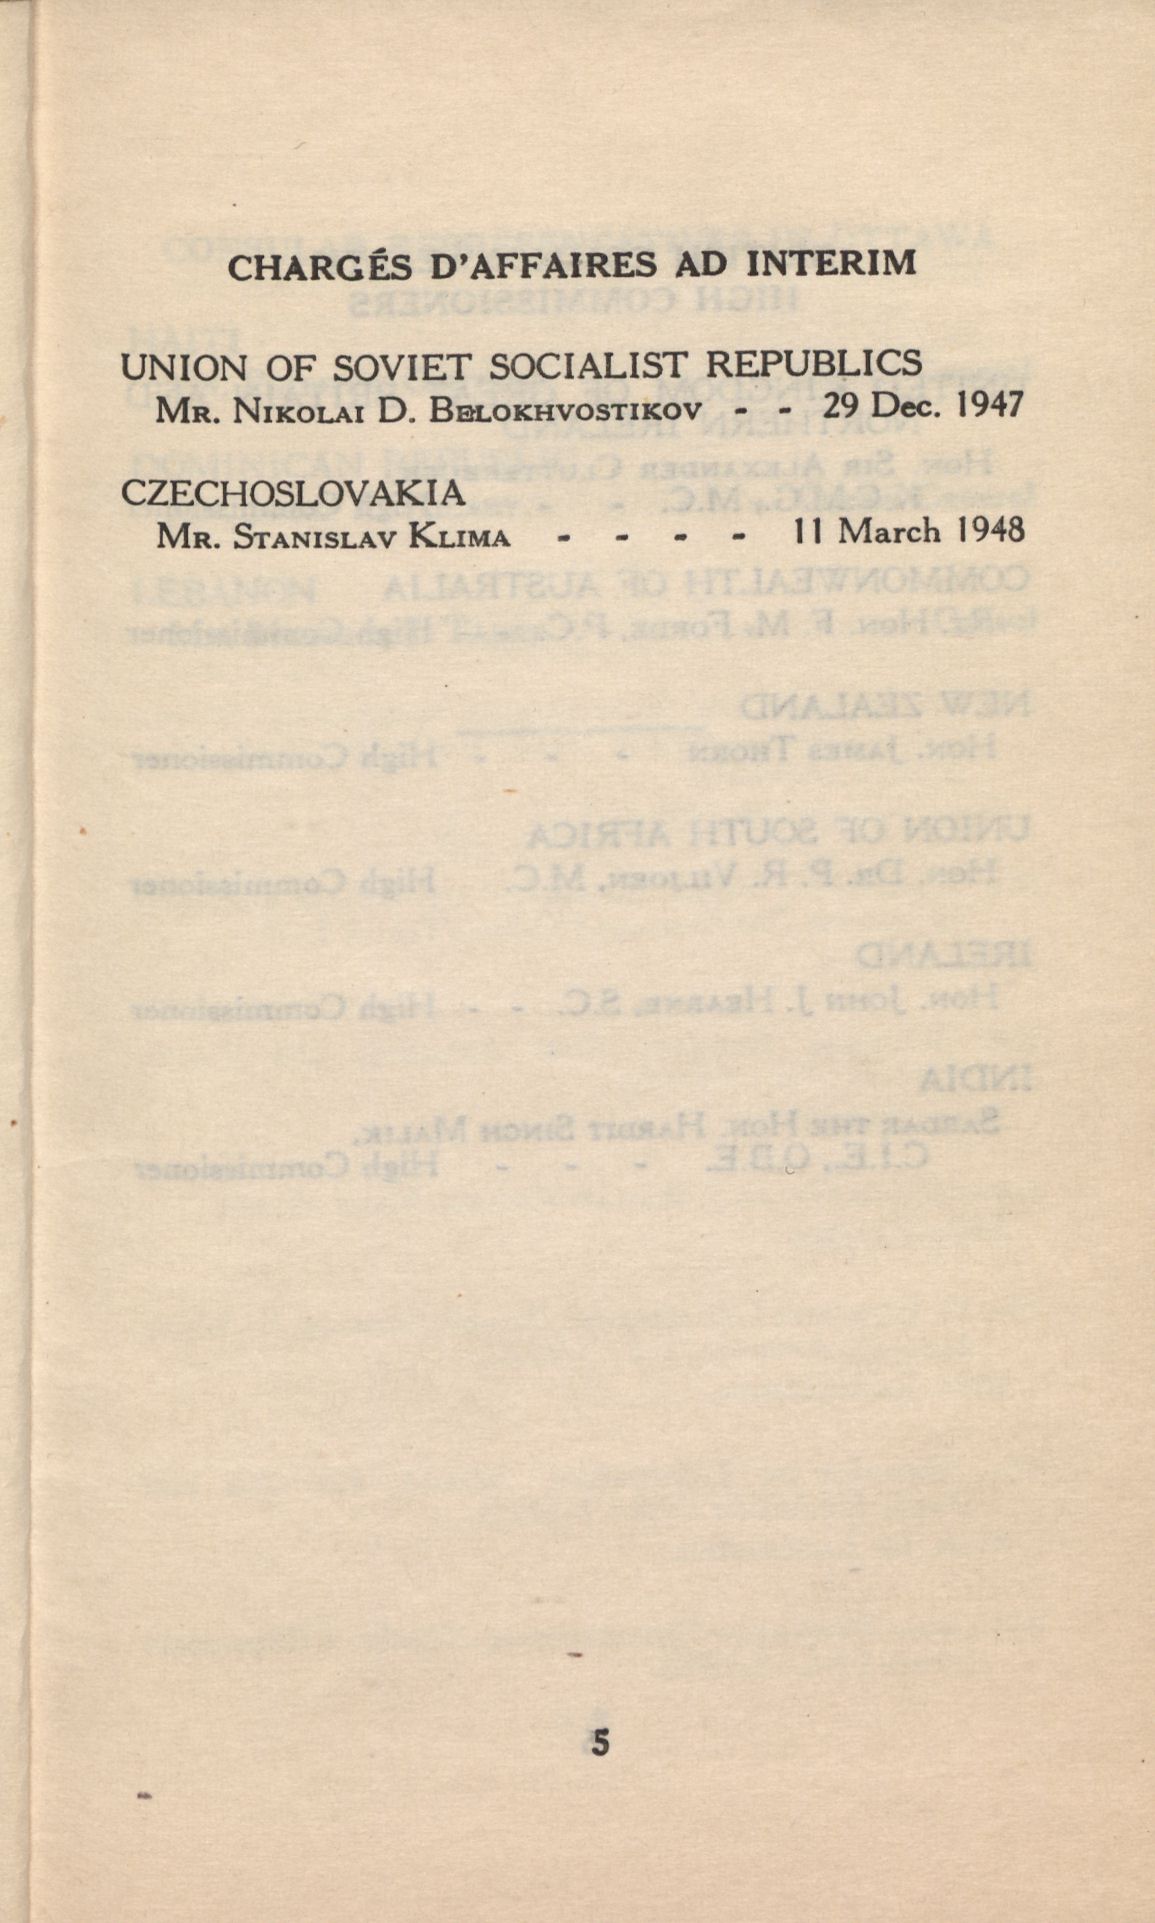 CHARGÉS D'AFFAIRES AD INTERIM
UNION OF SOVIET SOCIALIST REPUBLICS
MR. NIKOLAI D. BELOKHVOSTIKOV - - 29 Dec. 1947
CZECHOSLOVAKIA
MR. STANISLAV KLIMA - - - - 11 March 1948
5